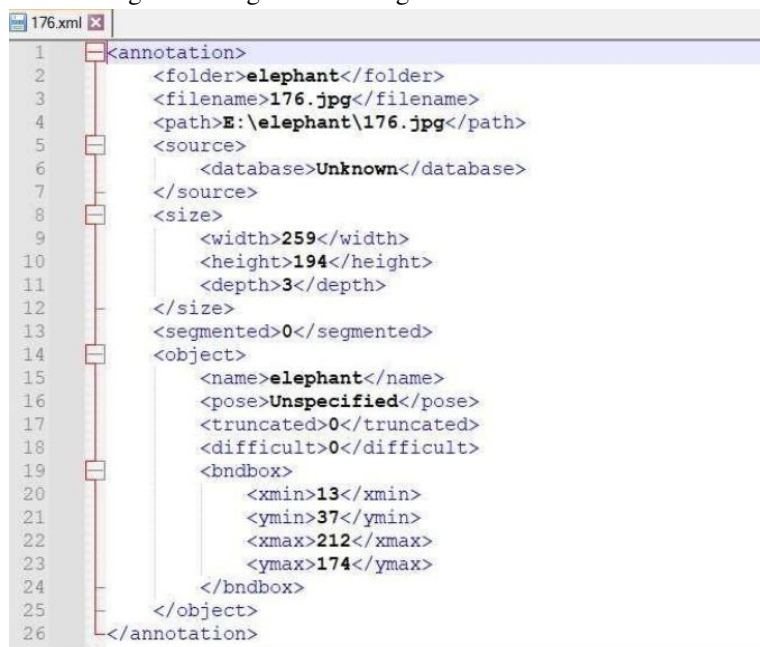 176.xml
1 <annotation>
2 <folder>elephant</folder>
3 <filename>176.jpg</filename>
4 <path>E:\elephant\176.jpg</path>
5 <source>
6 <database>Unknown</database>
7 </source>
8 <size>
9 <width>259</width>
10 <height>194</height>
11 <depth>3</depth>
12 </size>
13 <segmented>0</segmented>
14 <object>
15 <name>elephant</name>
16 <pose>Unspecified</pose>
17 <truncated>0</truncated>
18 <difficult>0</difficult>
19 <bndbox>
20 <xmin>13</xmin>
21 <ymin>37</ymin>
22 <xmax>212</xmax>
23 <ymax>174</ymax>
24 </bndbox>
25 </object>
26 </annotation>